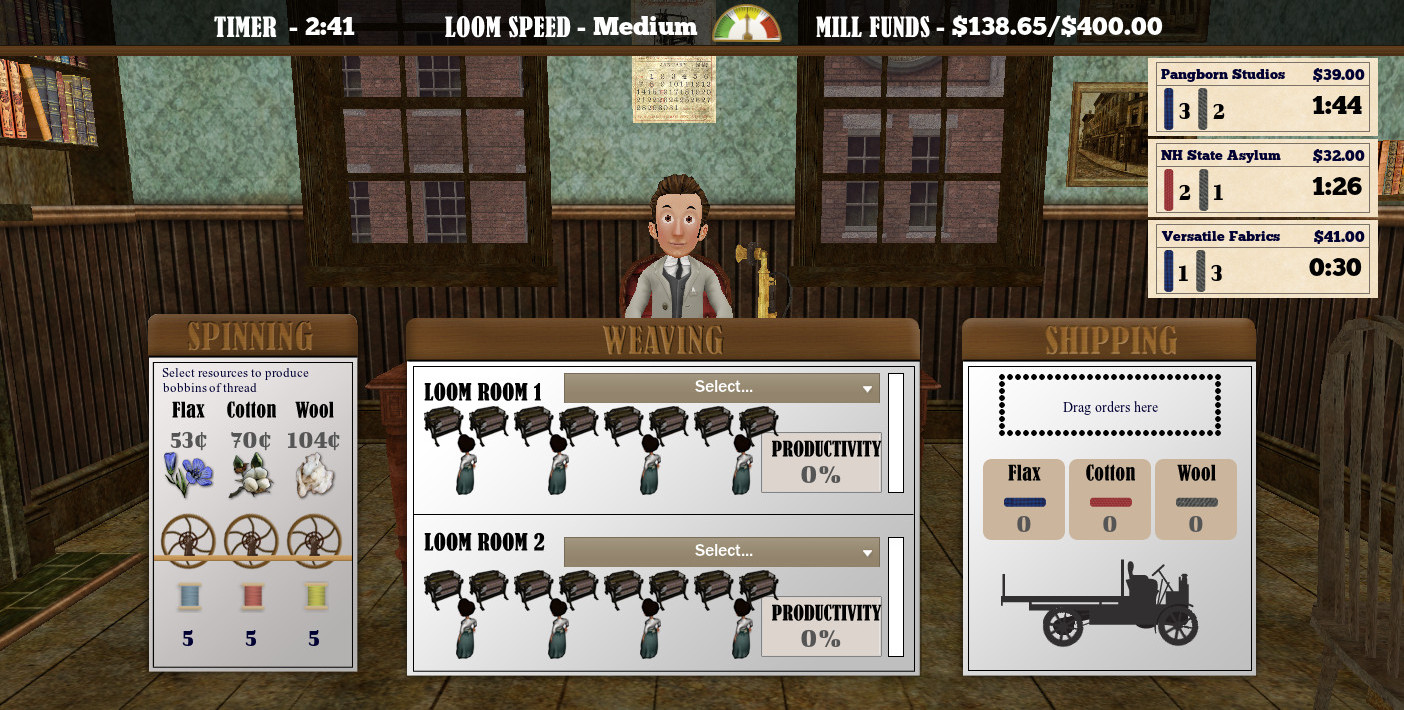 TIMER - 2:41
LOOM SPEED - Medium
MILL FUNDS - $138.65/$400.00
Pangborn Studios $39.00
3 2 1:44
NH State Asylum $32.00
2 1 1:26
Versatile Fabrics $41.00
1 3 0:30
SPINNING
Select resources to produce
bobbins of thread
Flax Cotton Wool
53¢ 70¢ 104¢
5 5 5
WEAVING
LOOM ROOM 1
Select...
PRODUCTIVITY
0%
LOOM ROOM 2
Select...
PRODUCTIVITY
0%
SHIPPING
Drag orders here
Flax Cotton Wool
0 0 0